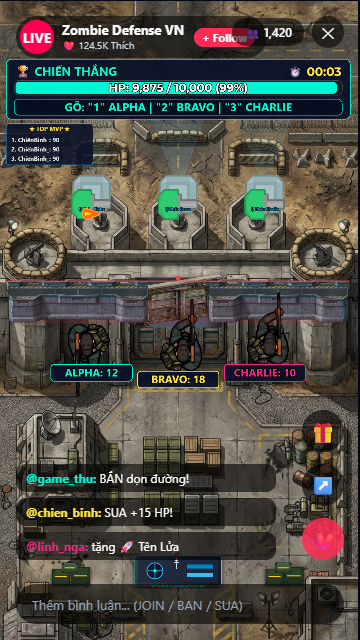 LIVE
Zombie Defense VN
124.5K Thích
+ Follow
1,420
CHIẾN THẮNG
00:03
HP: 9,875 / 10,000 (99%)
GÕ: "1" ALPHA | "2" BRAVO | "3" CHARLIE
★ TOP MVP ★
1. ChiếnBinh_: 90
2. ChiếnBinh_: 90
3. ChiếnBinh_: 90
ALPHA: 12
BRAVO: 18
CHARLIE: 10
@game_thu: BẮN dọn đường!
@chien_binh: SUA +15 HP!
@linh_nga: tặng 🚀 Tên Lửa
Thêm bình luận... (JOIN / BAN / SUA)